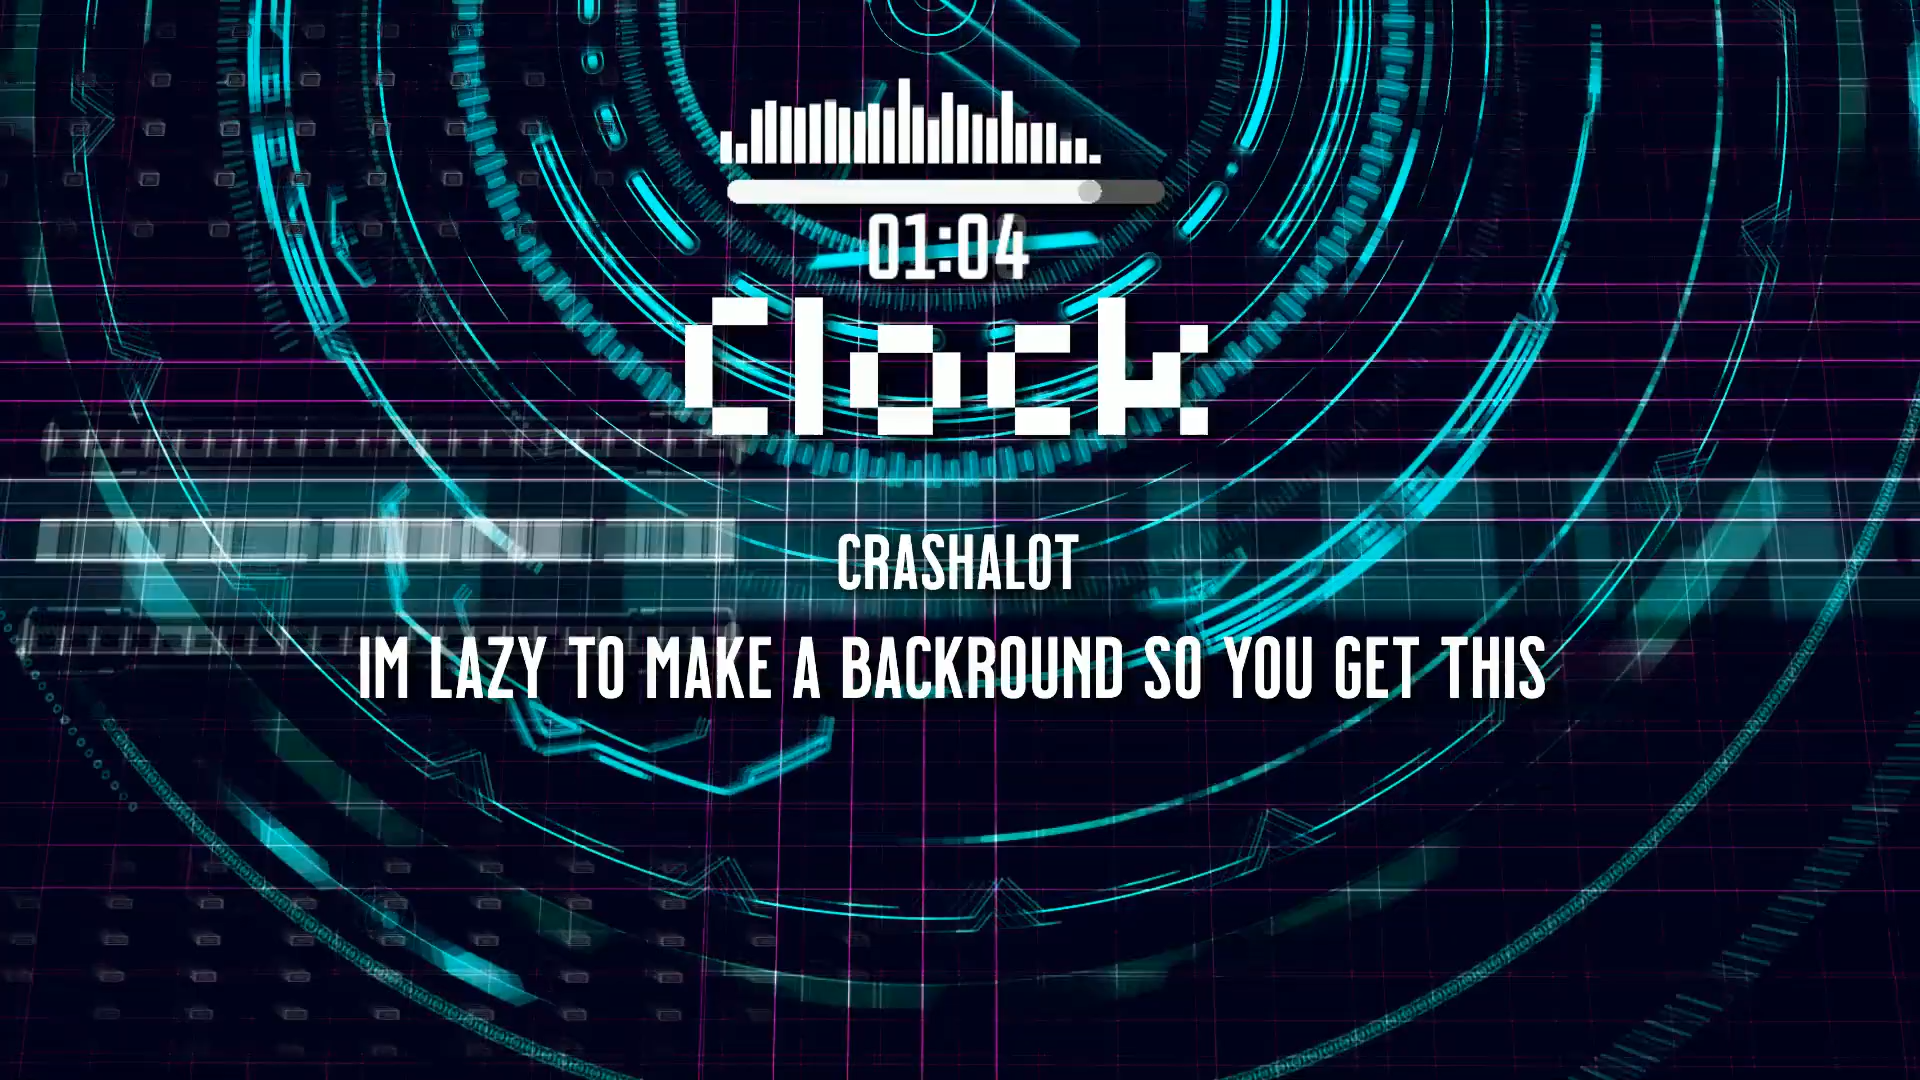 01:04
Clock
CRASHALOT
IM LAZY TO MAKE A BACKROUND SO YOU GET THIS